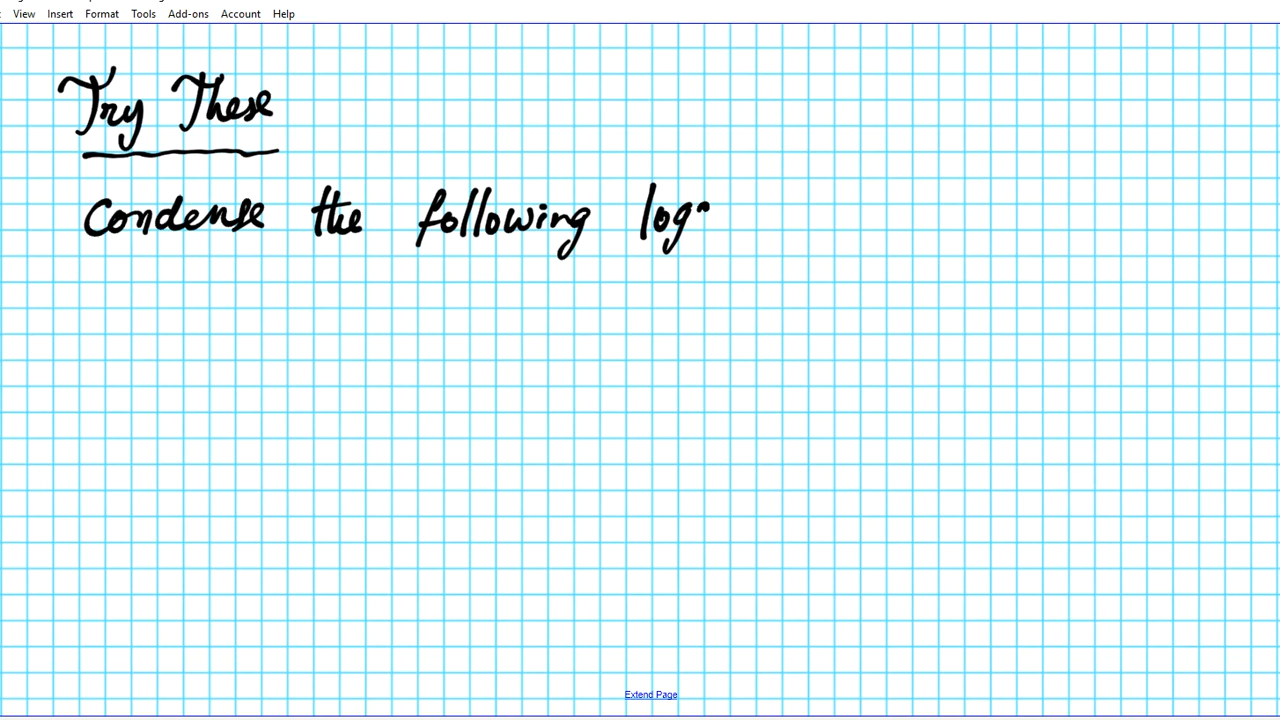 View Insert Format Tools Add-ons Account Help
Try These
Condense the following log
Extend Page